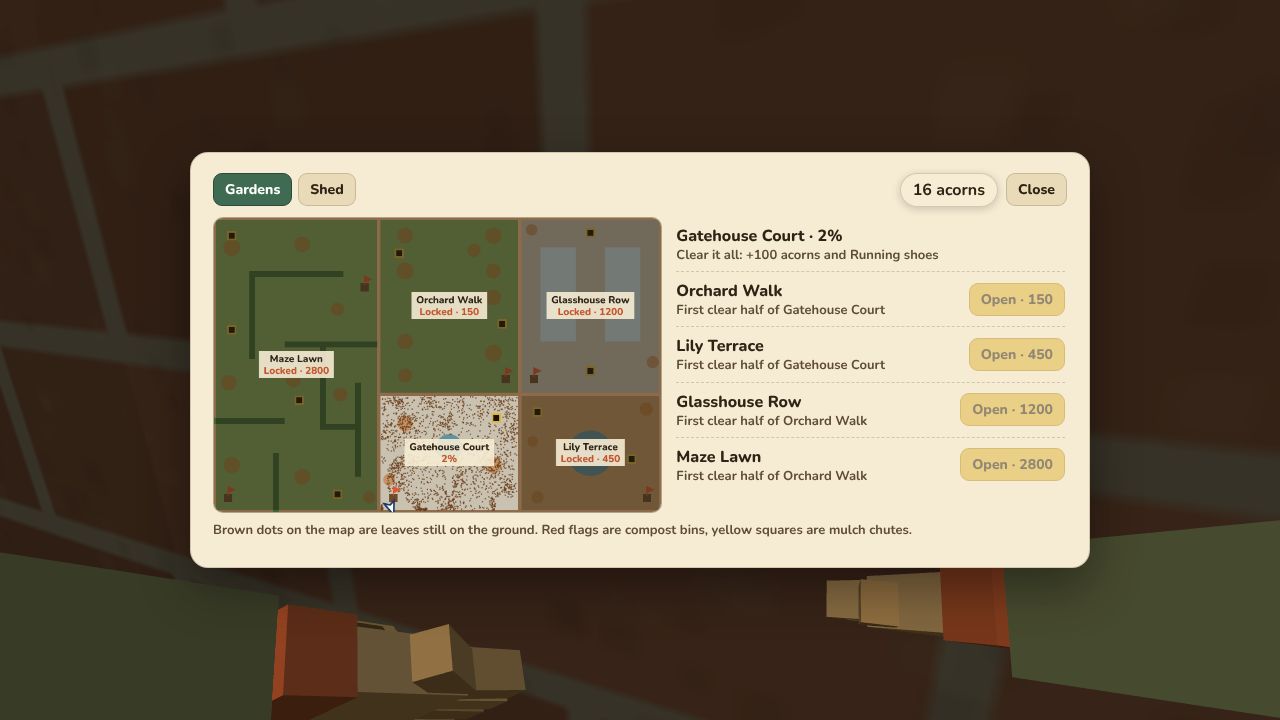 Gardens
Shed
16 acorns
Close
Orchard Walk
Locked · 150
Glasshouse Row
Locked · 1200
Maze Lawn
Locked · 2800
Gatehouse Court
2%
Lily Terrace
Locked · 450
Gatehouse Court · 2%
Clear it all: +100 acorns and Running shoes
Orchard Walk
First clear half of Gatehouse Court
Open · 150
Lily Terrace
First clear half of Gatehouse Court
Open · 450
Glasshouse Row
First clear half of Orchard Walk
Open · 1200
Maze Lawn
First clear half of Orchard Walk
Open · 2800
Brown dots on the map are leaves still on the ground. Red flags are compost bins, yellow squares are mulch chutes.